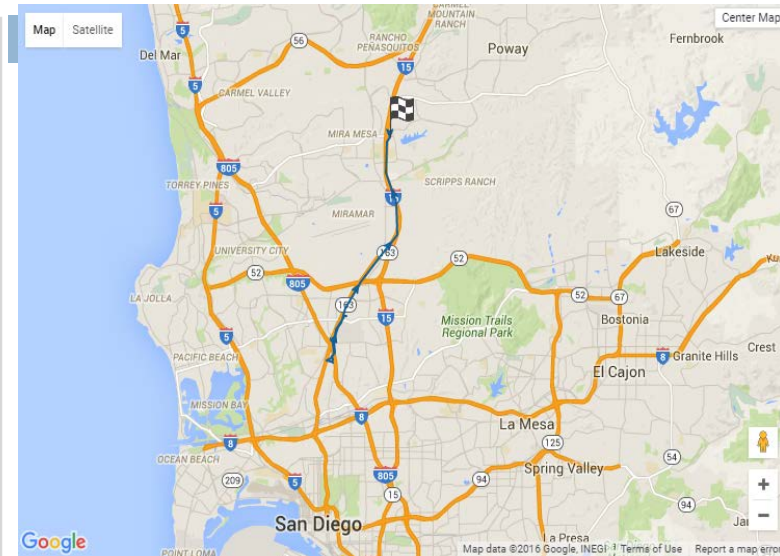 Map
Satellite
Center Map
CARMEL
MOUNTAIN
RANCH
RANCHO
PEÑASQUITOS
Fernbrook
Poway
Del Mar
5
56
15
5
CARMEL VALLEY
MIRA MESA
805
TORREY PINES
SCRIPPS RANCH
15
5
MIRAMAR
67
UNIVERSITY CITY
163
Lakeside
52
52
805
LA JOLLA
52
67
163
15
Mission Trails
Regional Park
Bostonia
5
PACIFIC BEACH
8
Granite Hills
Crest
El Cajon
MISSION BAY
8
La Mesa
8
125
OCEAN BEACH
54
209
5
805
Spring Valley
94
15
94
San Diego
La Presa
POINT LOMA
Google
Map data ©2016 Google, INEGI
Terms of Use
Report a map error